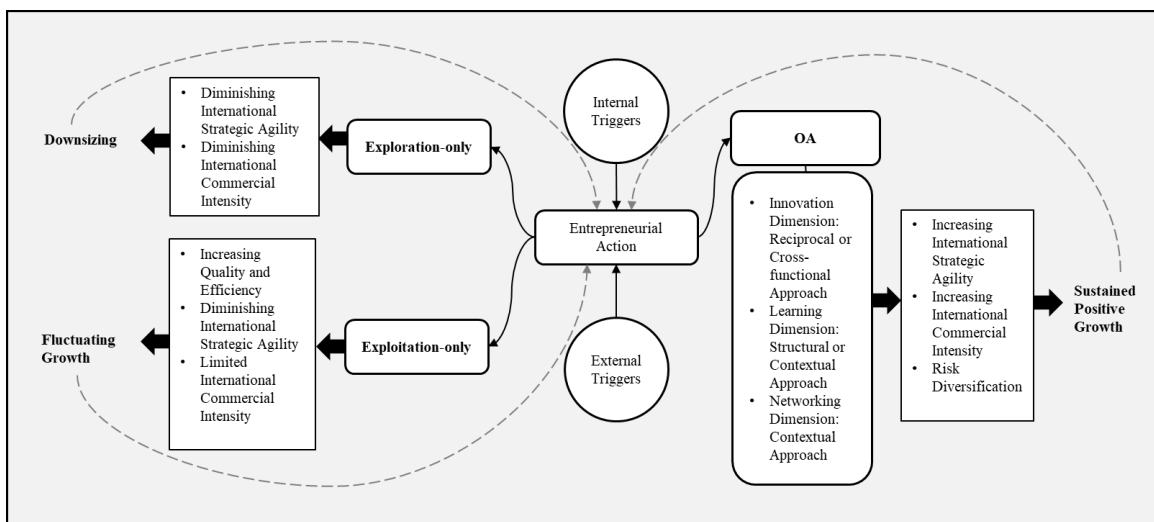 Downsizing
• Diminishing
International
Strategic Agility
• Diminishing
International
Commercial
Intensity
Exploration-only
Internal
Triggers
OA
Fluctuating
Growth
• Increasing
Quality and
Efficiency
• Diminishing
International
Strategic Agility
• Limited
International
Commercial
Intensity
Exploitation-only
Entrepreneurial
Action
External
Triggers
• Innovation
Dimension:
Reciprocal or
Cross-
functional
Approach
• Learning
Dimension:
Structural or
Contextual
Approach
• Networking
Dimension:
Contextual
Approach
• Increasing
International
Strategic
Agility
• Increasing
International
Commercial
Intensity
• Risk
Diversification
Sustained
Positive
Growth